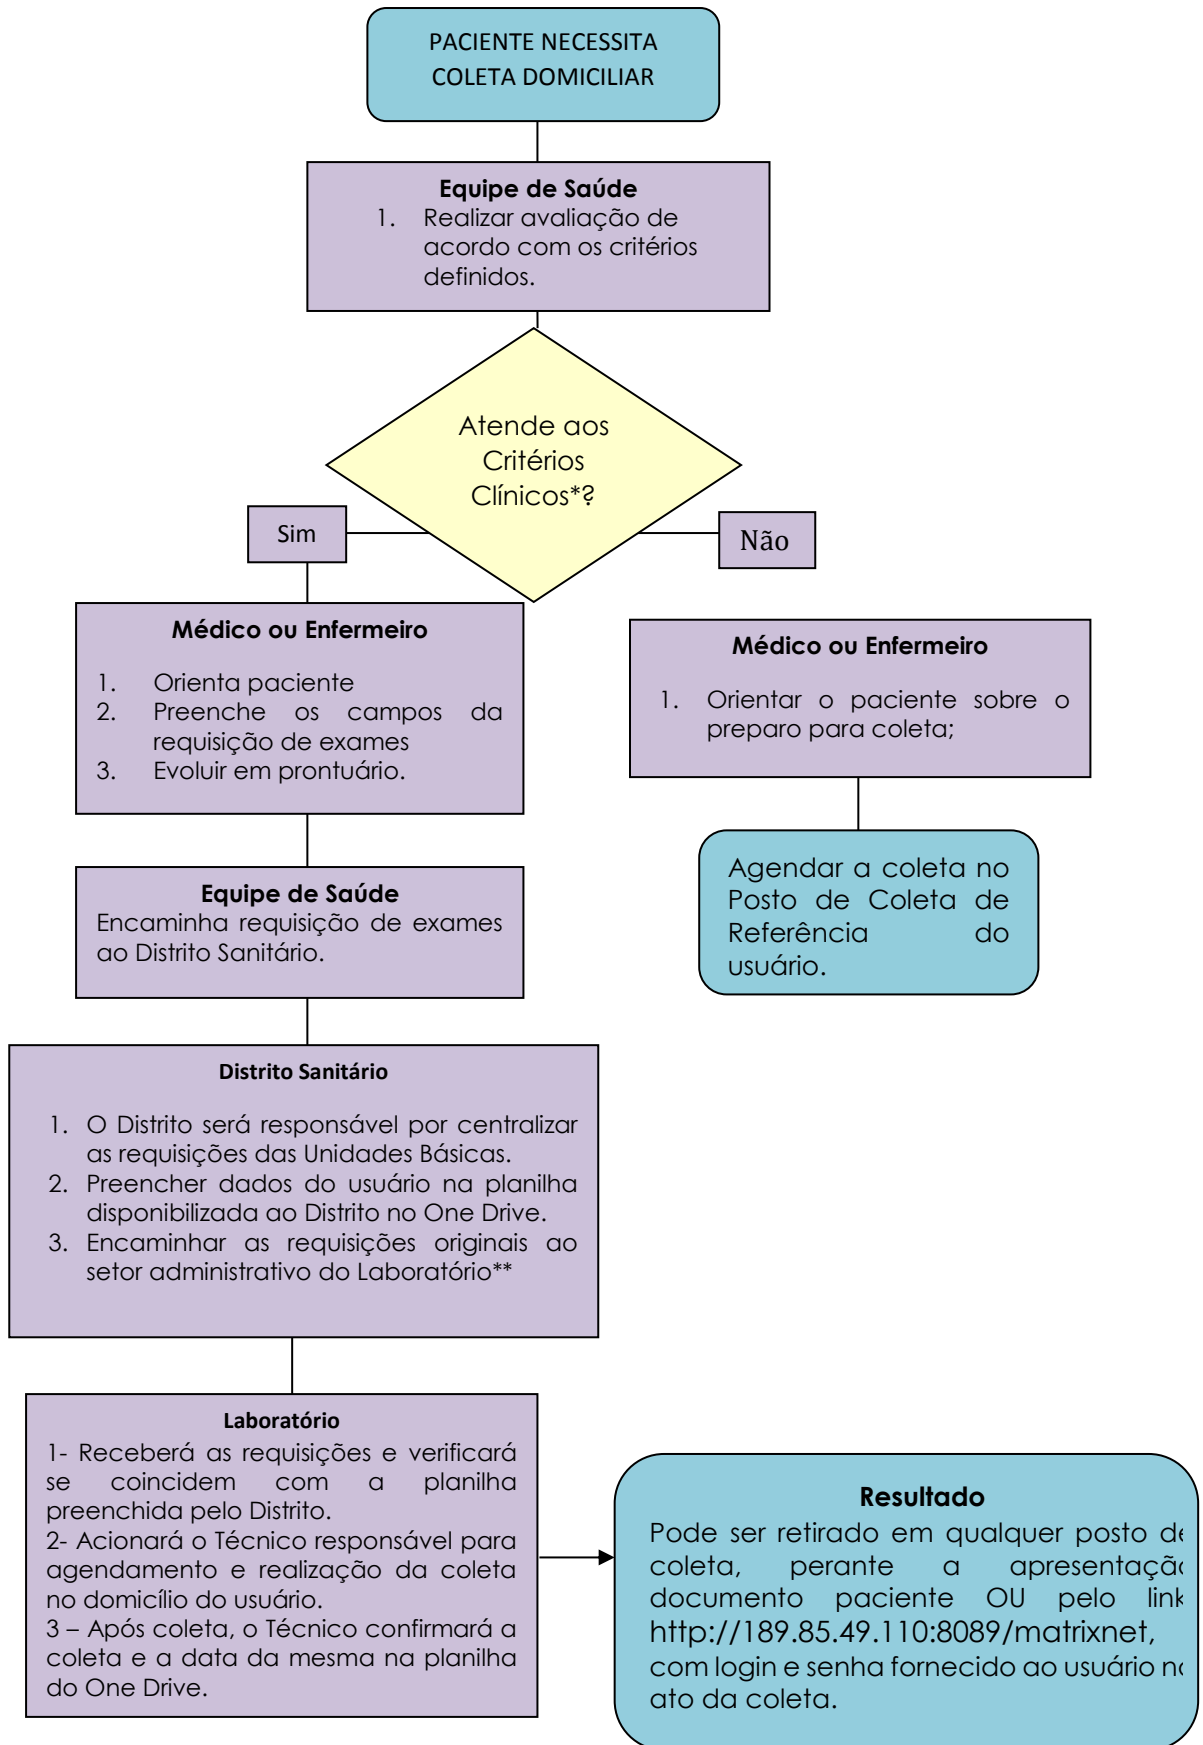 PACIENTE NECESSITA
COLETA DOMICILIAR
Equipe de Saúde
1. Realizar avaliação de
acordo com os critérios
definidos.
Atende aos
Critérios
Clínicos*?
Sim
Não
Médico ou Enfermeiro
1. Orienta paciente
2. Preenche os campos da
requisição de exames
3. Evoluir em prontuário.
Médico ou Enfermeiro
1. Orientar o paciente sobre o
preparo para coleta;
Agendar a coleta no
Posto de Coleta de
Referência do
usuário.
Equipe de Saúde
Encaminha requisição de exames
ao Distrito Sanitário.
Distrito Sanitário
1. O Distrito será responsável por centralizar
as requisições das Unidades Básicas.
2. Preencher dados do usuário na planilha
disponibilizada ao Distrito no One Drive.
3. Encaminhar as requisições originais ao
setor administrativo do Laboratório**
Laboratório
1- Receberá as requisições e verificará
se coincidem com a planilha
preenchida pelo Distrito.
2- Acionará o Técnico responsável para
agendamento e realização da coleta
no domicílio do usuário.
3 – Após coleta, o Técnico confirmará a
coleta e a data da mesma na planilha
do One Drive.
Resultado
Pode ser retirado em qualquer posto de
coleta, perante a apresentação
documento paciente OU pelo link
http://189.85.49.110:8089/matrixnet,
com login e senha fornecido ao usuário no
ato da coleta.